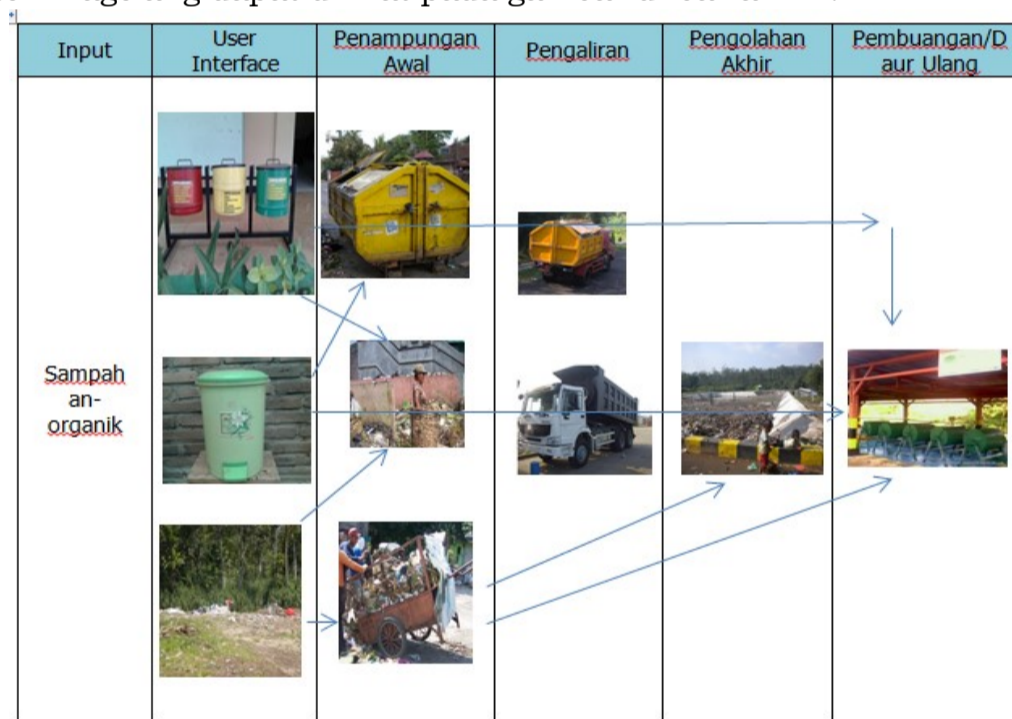 Input
User
Interface
Penampungan
Awal
Pengaliran
Pengolahan
Akhir
Pembuangan/D
aur Ulang
Sampah
an-
organik